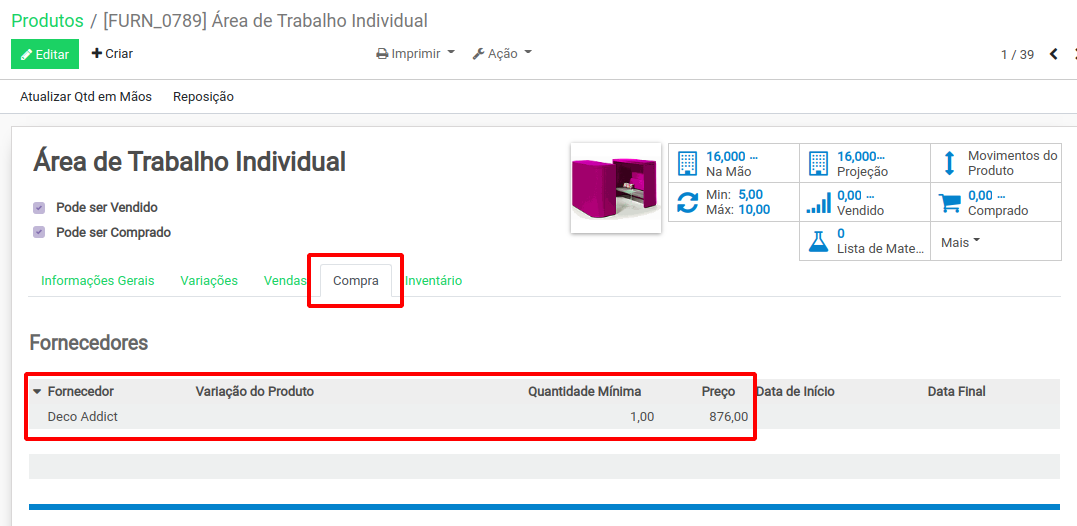 Produtos / [FURN_0789] Área de Trabalho Individual
Editar Criar Imprimir Ação 1 / 39
Atualizar Qtd em Mãos Reposição
Área de Trabalho Individual
Pode ser Vendido
Pode ser Comprado
16,000 ...
Na Mão
16,000...
Projeção
Movimentos do
Produto
Min: 5,00
Máx: 10,00
0,00 ...
Vendido
0,00 ...
Comprado
0
Lista de Mate...
Mais
Informações Gerais Variações Vendas Compra Inventário
Fornecedores
Fornecedor Variação do Produto Quantidade Mínima Preço Data de Início Data Final
Deco Addict 1,00 876,00